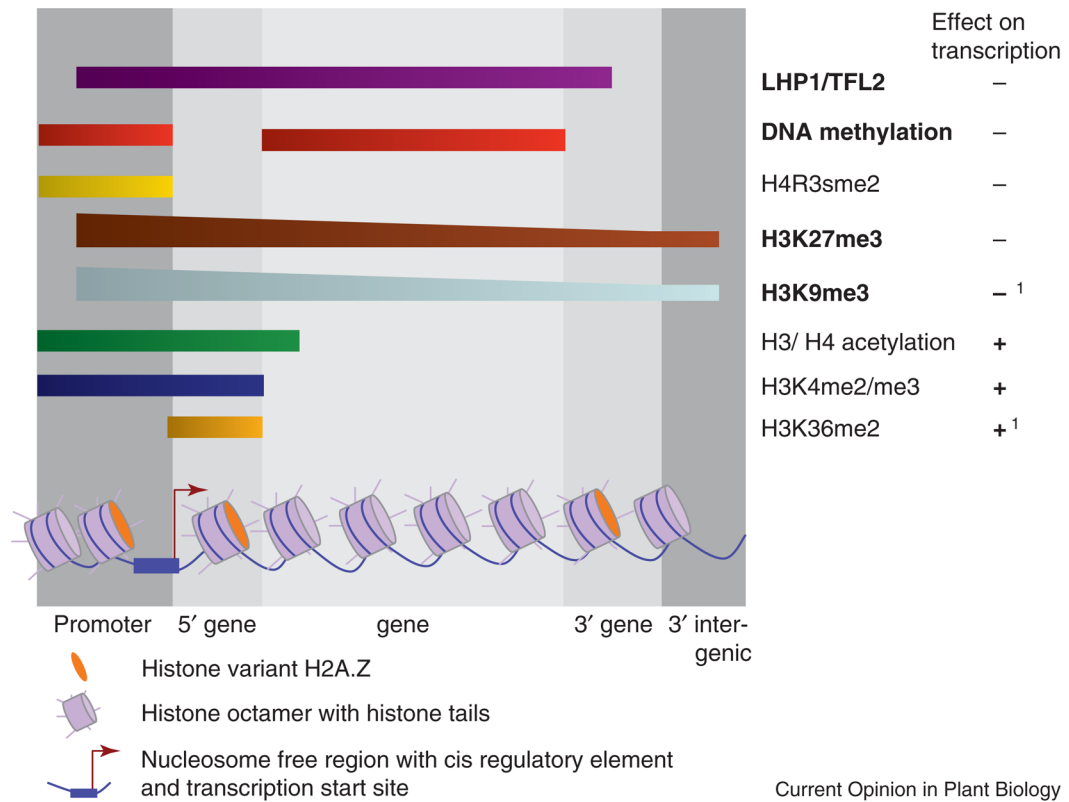 Effect on
transcription
LHP1/TFL2 –
DNA methylation –
H4R3sme2 –
H3K27me3 –
H3K9me3 – 1
H3/ H4 acetylation +
H3K4me2/me3 +
H3K36me2 + 1
Promoter 5′ gene gene 3′ gene 3′ inter-
genic
Histone variant H2A.Z
Histone octamer with histone tails
Nucleosome free region with cis regulatory element
and transcription start site
Current Opinion in Plant Biology